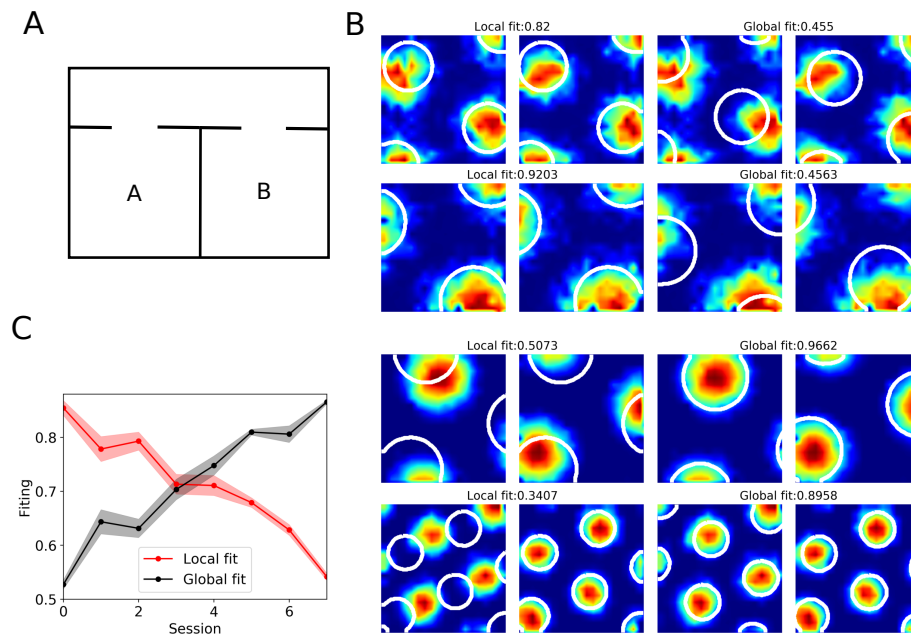 A
A
B
B
Local fit:0.82
Global fit:0.455
Local fit:0.9203
Global fit:0.4563
Local fit:0.5073
Global fit:0.9662
Local fit:0.3407
Global fit:0.8958
C
Fiting
0.8
0.7
0.6
0.5
Local fit
Global fit
0 2 4 6
Session